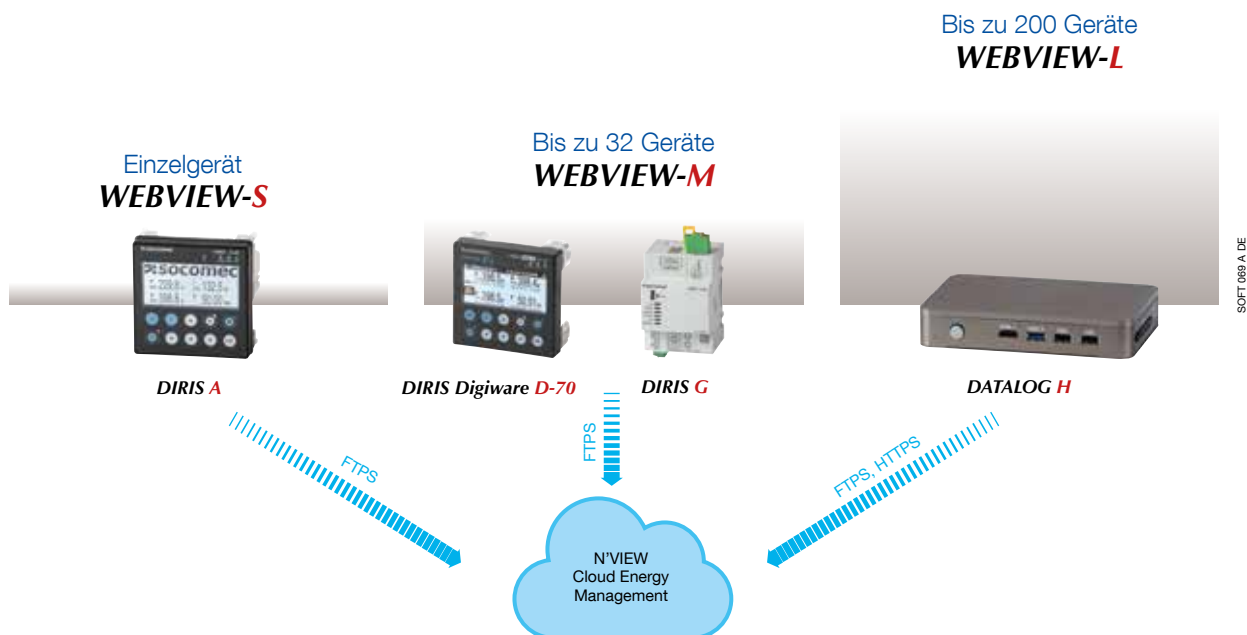 Bis zu 200 Geräte
WEBVIEW-L
Bis zu 32 Geräte
WEBVIEW-M
Einzelgerät
WEBVIEW-S
socomec
DIRIS A
DIRIS Digiware D-70
DIRIS G
DATALOG H
FTPS
FTPS
FTPS, HTTPS
N'VIEW
Cloud Energy
Management
SOFT 069 A DE